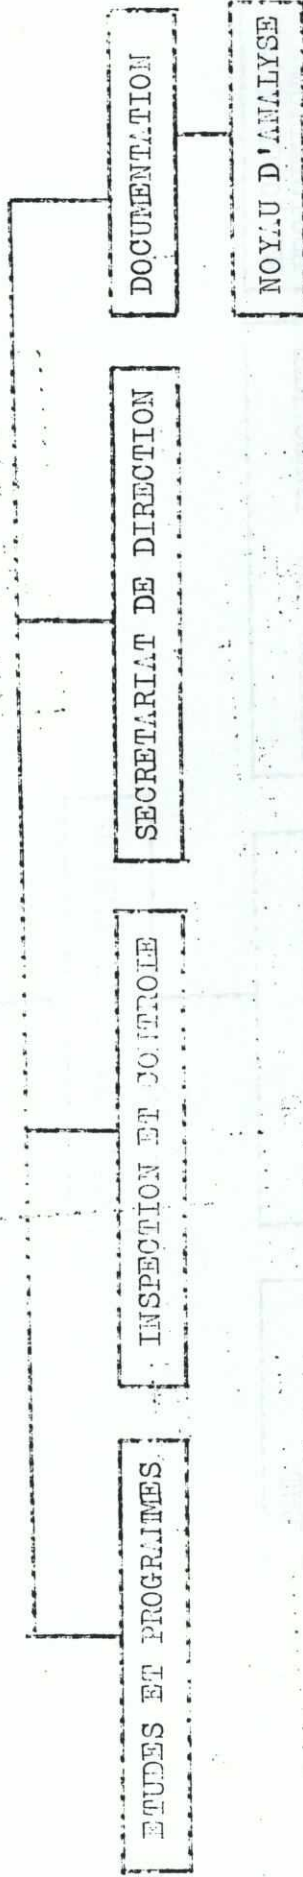 ETUDES ET PROGRAMMES
INSPECTION ET CONTROLE
SECRETARIAT DE DIRECTION
DOCUMENTATION
NOYAU D'ANALYSE